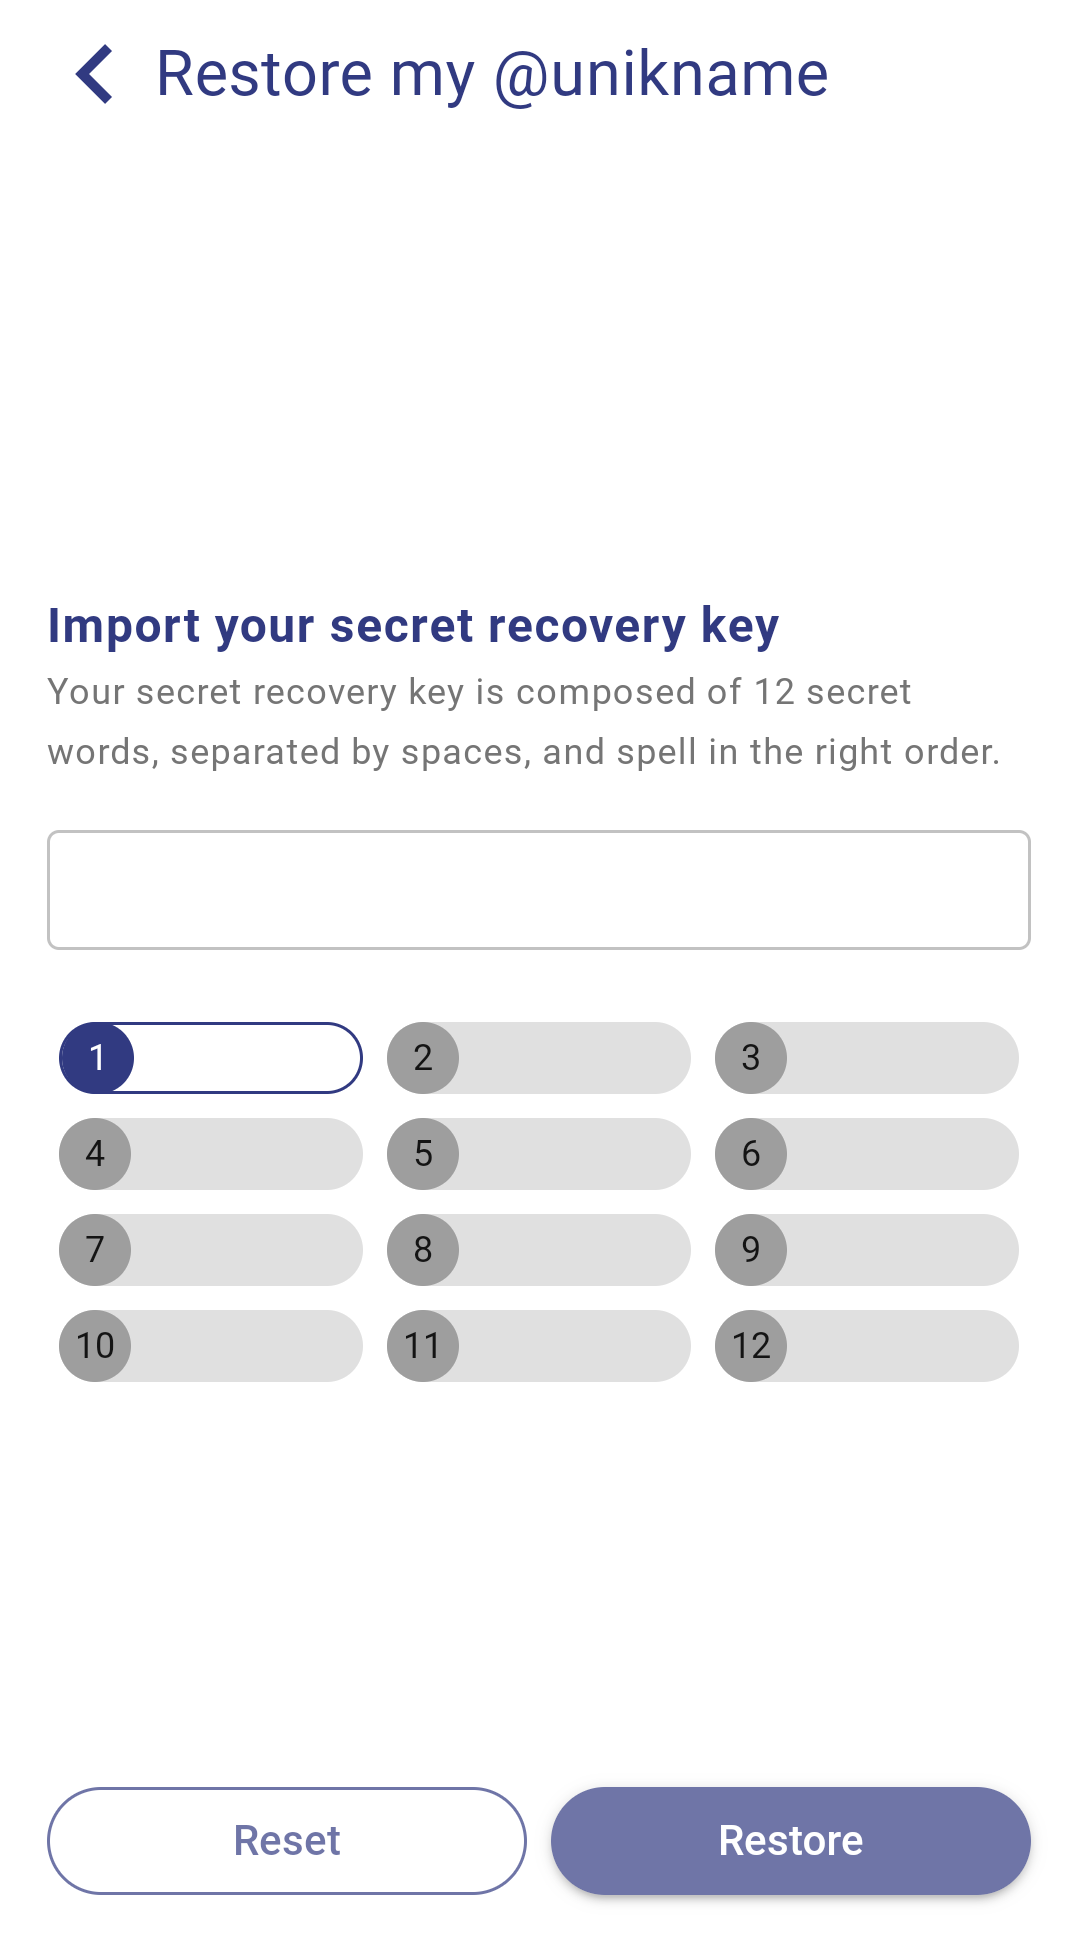 Restore my @unikname
Import your secret recovery key
Your secret recovery key is composed of 12 secret
words, separated by spaces, and spell in the right order.
1 2 3
4 5 6
7 8 9
10 11 12
Reset Restore